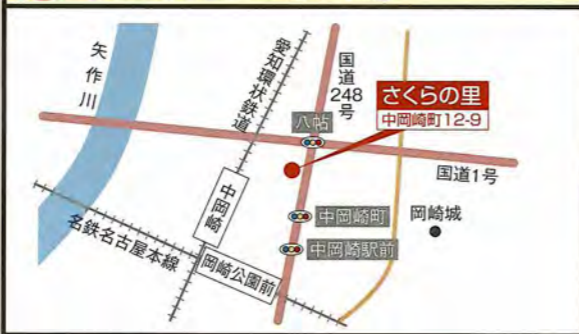 矢作川
愛知環状鉄道
国道248号
さくらの里
中岡崎町12-9
八帖
国道1号
中岡崎
中岡崎町
岡崎城
中岡崎駅前
名鉄名古屋本線
岡崎公園前